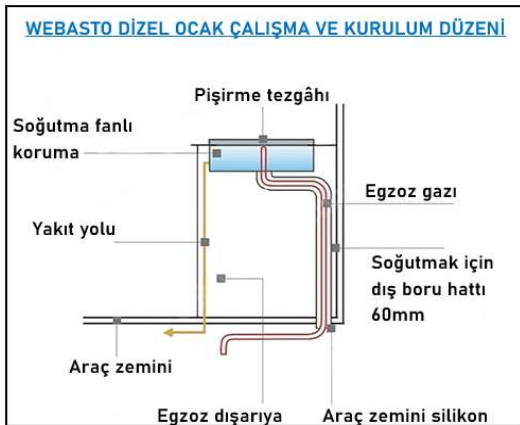 WEBASTO DİZEL OCAK ÇALIŞMA VE KURULUM DÜZENİ
Pişirme tezgâhı
Soğutma fanlı
koruma
Egzoz gazı
Yakıt yolu
Soğutmak için
dış boru hattı
60mm
Araç zemini
Egzoz dışarıya
Araç zemini silikon